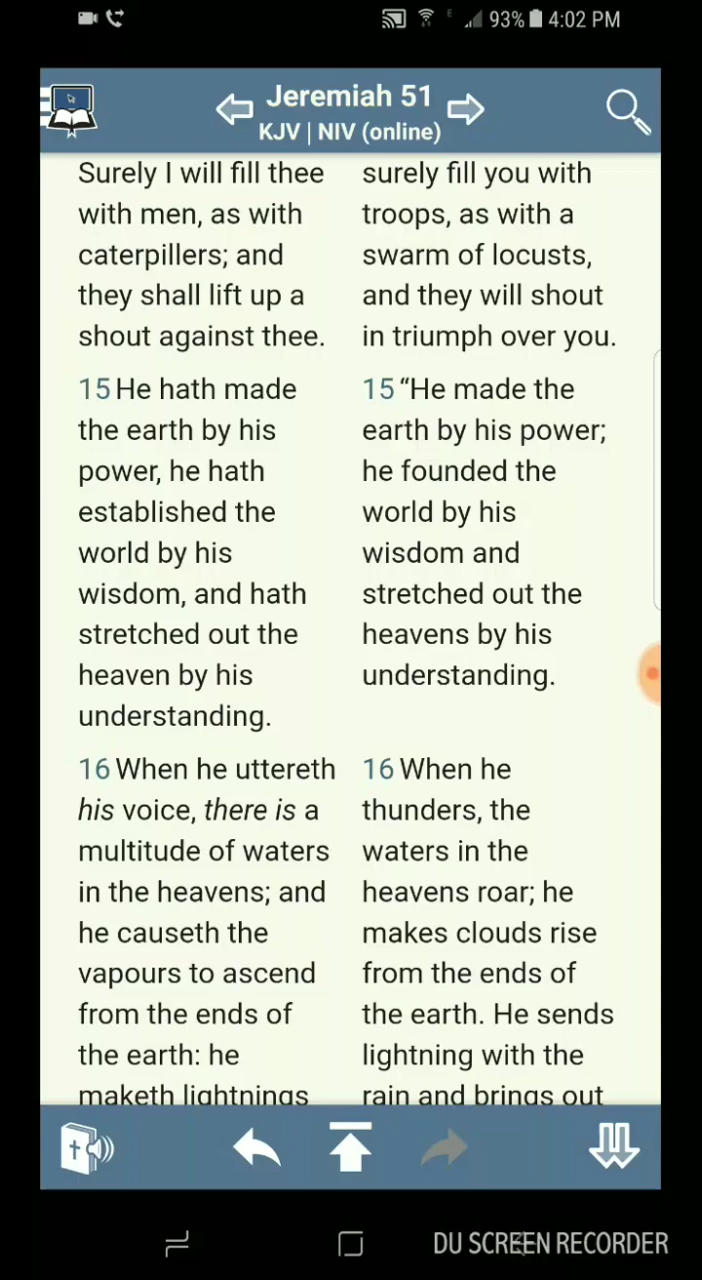 93% 4:02 PM
Jeremiah 51
KJV | NIV (online)
Surely I will fill thee
with men, as with
caterpillers; and
they shall lift up a
shout against thee.
15 He hath made
the earth by his
power, he hath
established the
world by his
wisdom, and hath
stretched out the
heaven by his
understanding.
16 When he uttereth
his voice, there is a
multitude of waters
in the heavens; and
he causeth the
vapours to ascend
from the ends of
the earth: he
maketh lightnings
surely fill you with
troops, as with a
swarm of locusts,
and they will shout
in triumph over you.
15 “He made the
earth by his power;
he founded the
world by his
wisdom and
stretched out the
heavens by his
understanding.
16 When he
thunders, the
waters in the
heavens roar; he
makes clouds rise
from the ends of
the earth. He sends
lightning with the
rain and brings out
DU SCREEN RECORDER